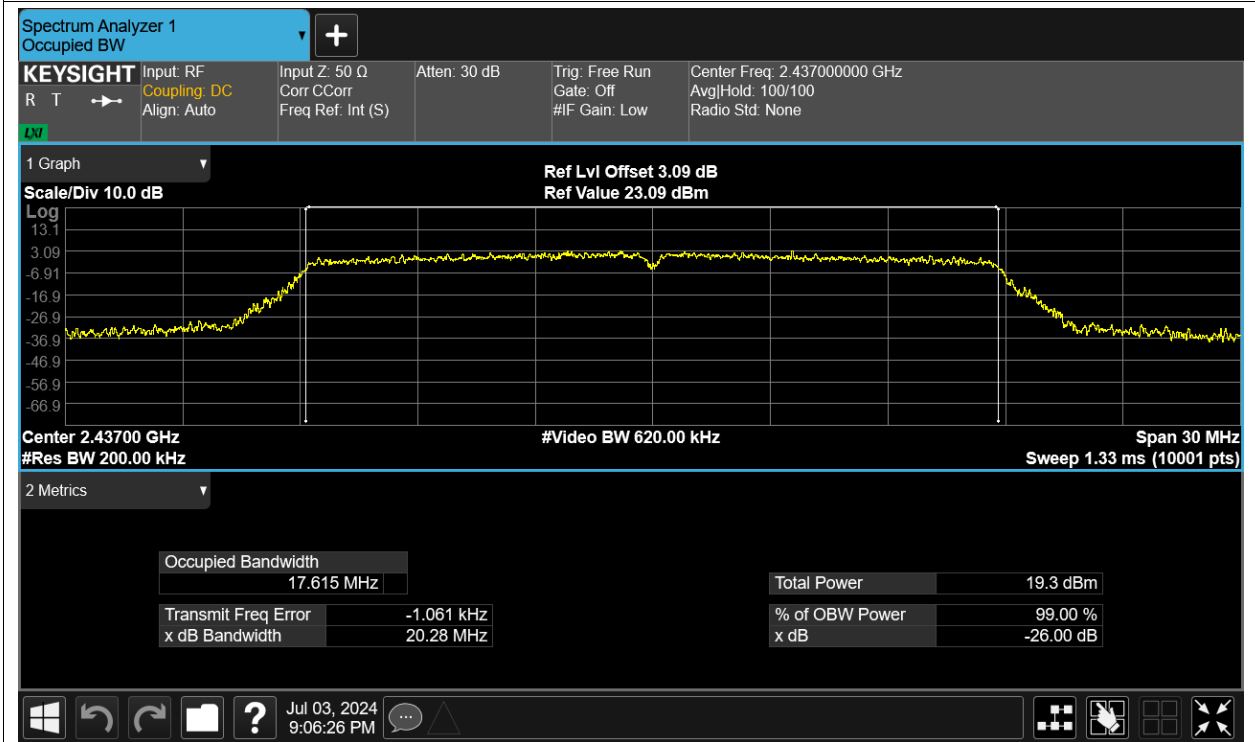 Spectrum Analyzer 1
Occupied BW
KEYSIGHT
R T
LXI
Input: RF
Coupling: DC
Align: Auto
Input Z: 50 Ω
Corr CCorr
Freq Ref: Int (S)
Atten: 30 dB
Trig: Free Run
Gate: Off
#IF Gain: Low
Center Freq: 2.437000000 GHz
Avg|Hold: 100/100
Radio Std: None
1 Graph
Ref Lvl Offset 3.09 dB
Scale/Div 10.0 dB
Ref Value 23.09 dBm
Log
13.1
3.09
-6.91
-16.9
-26.9
-36.9
-46.9
-56.9
-66.9
Center 2.43700 GHz
#Video BW 620.00 kHz
Span 30 MHz
#Res BW 200.00 kHz
Sweep 1.33 ms (10001 pts)
2 Metrics
Occupied Bandwidth
17.615 MHz
Total Power 19.3 dBm
Transmit Freq Error -1.061 kHz
% of OBW Power 99.00 %
x dB Bandwidth 20.28 MHz
x dB -26.00 dB
?
Jul 03, 2024
9:06:26 PM